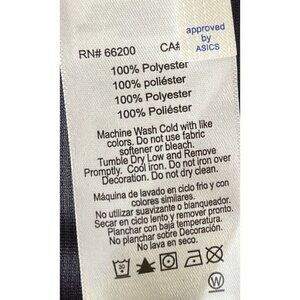 RN# 66200 CA#
approved
by
ASICS
100% Polyester
100% poliéster
100% Polyester
100% Poliéster
Machine Wash Cold with like
colors. Do not use fabric
softener or bleach.
Tumble Dry Low and Remove
Promptly. Cool iron. Do not iron over
Decoration. Do not dry clean.
Máquina de lavado en ciclo frio y con
colores similares.
No utilizar suavizante o blanqueador.
Secar en ciclo lento y remover pronto.
Planchar con baja temperatura.
No planchar sobre Decoración.
No lava en seco.
30
W